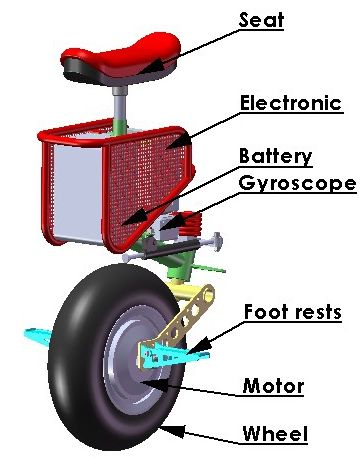 Seat
Electronic
Battery
Gyroscope
Foot rests
Motor
Wheel